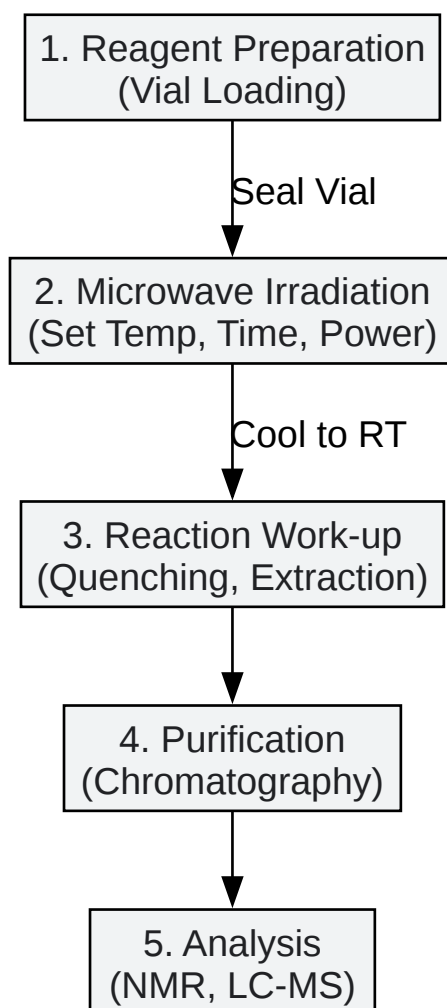 1. Reagent Preparation
(Vial Loading)
Seal Vial
2. Microwave Irradiation
(Set Temp, Time, Power)
Cool to RT
3. Reaction Work-up
(Quenching, Extraction)
4. Purification
(Chromatography)
5. Analysis
(NMR, LC-MS)